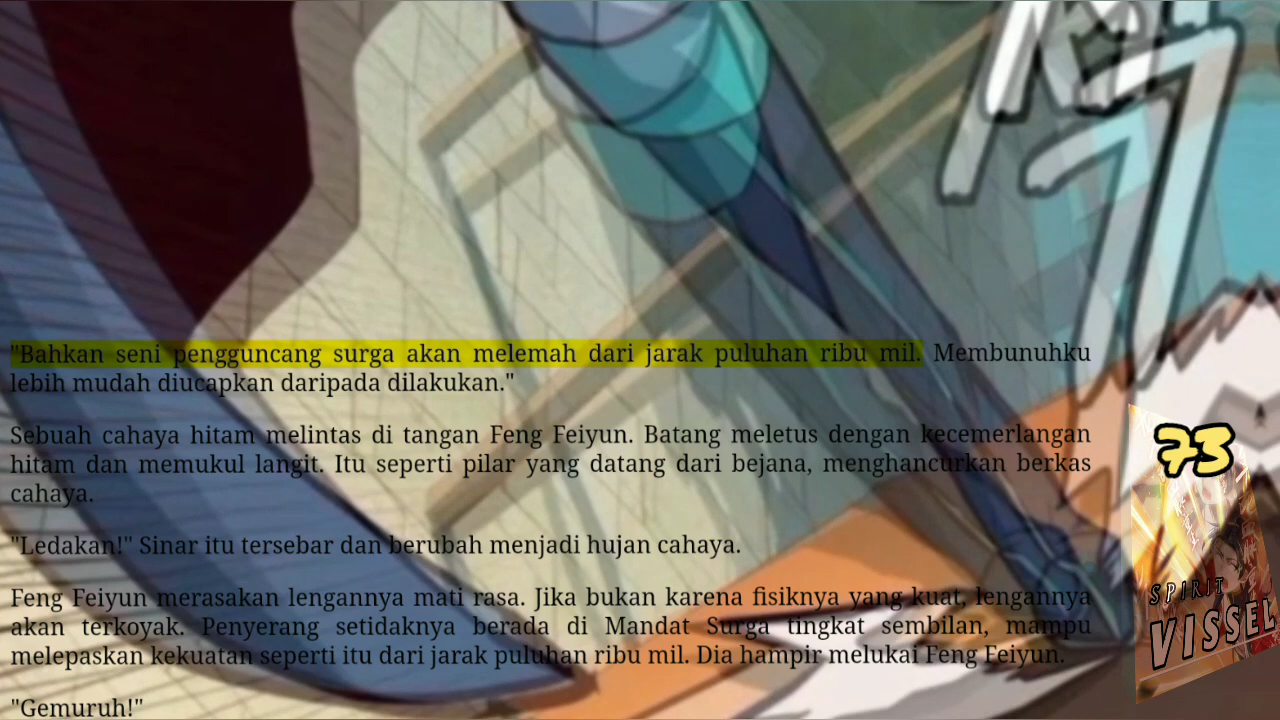 "Bahkan seni pengguncang surga akan melemah dari jarak puluhan ribu mil. Membunuhku
lebih mudah diucapkan daripada dilakukan."
Sebuah cahaya hitam melintas di tangan Feng Feiyun. Batang meletus dengan kecemerlangan
hitam dan memukul langit. Itu seperti pilar yang datang dari bejana, menghancurkan berkas
cahaya.
"Ledakan!" Sinar itu tersebar dan berubah menjadi hujan cahaya.
Feng Feiyun merasakan lengannya mati rasa. Jika bukan karena fisiknya yang kuat, lengannya
akan terkoyak. Penyerang setidaknya berada di Mandat Surga tingkat sembilan, mampu
melepaskan kekuatan seperti itu dari jarak puluhan ribu mil. Dia hampir melukai Feng Feiyun.
"Gemuruh!"
73
SPIRIT
VISSEL